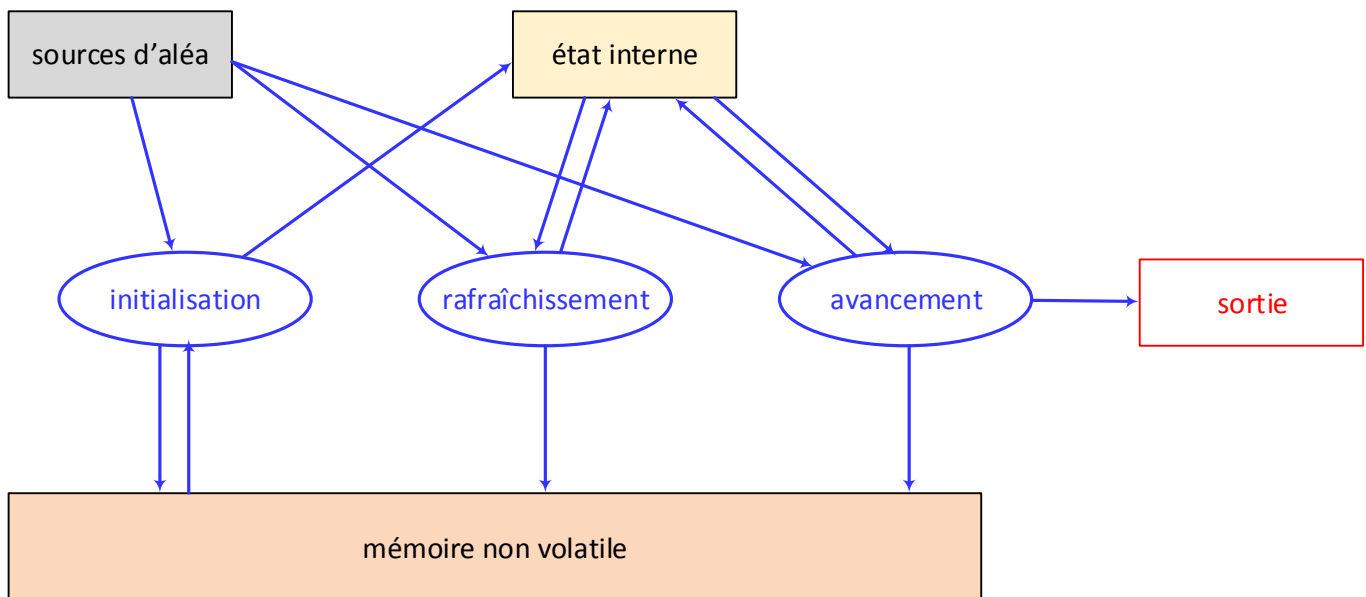 sources d’aléa
état interne
initialisation
rafraîchissement
avancement
sortie
mémoire non volatile